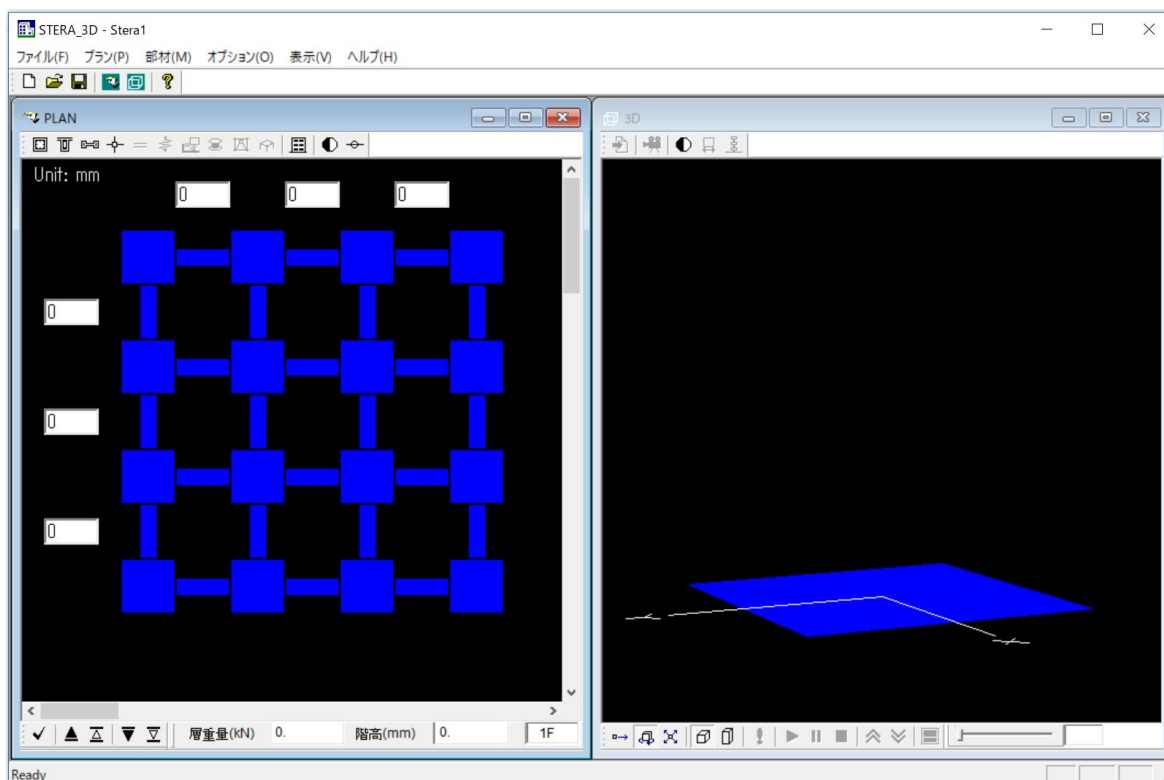 STERA_3D - Stera1
ファイル(F) プラン(P) 部材(M) オプション(O) 表示(V) ヘルプ(H)
PLAN
Unit: mm
0 0 0
0
0
0
層重量(kN) 0. 階高(mm) 0. 1F
3D
Ready